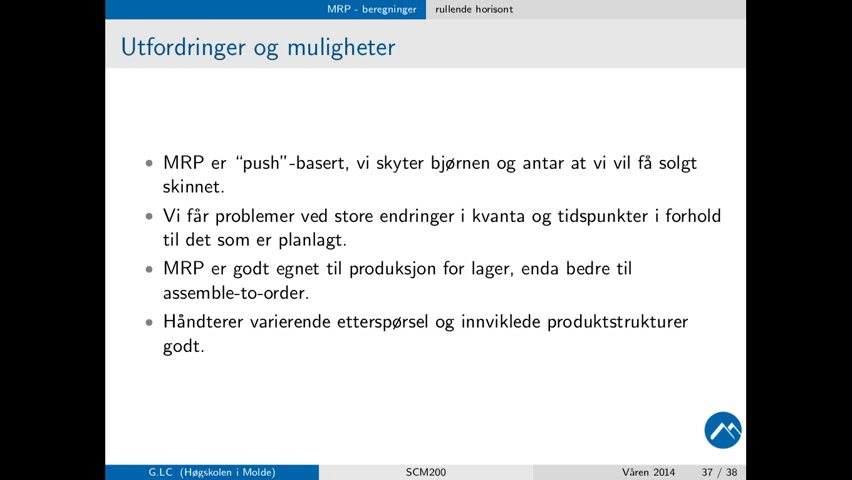 MRP - beregninger rullende horisont
Utfordringer og muligheter
• MRP er “push”-basert, vi skyter bjørnen og antar at vi vil få solgt
skinnet.
• Vi får problemer ved store endringer i kvanta og tidspunkter i forhold
til det som er planlagt.
• MRP er godt egnet til produksjon for lager, enda bedre til
assemble-to-order.
• Håndterer varierende etterspørsel og innviklede produktstrukturer
godt.
G.LC (Høgskolen i Molde) SCM200 Våren 2014 37 / 38